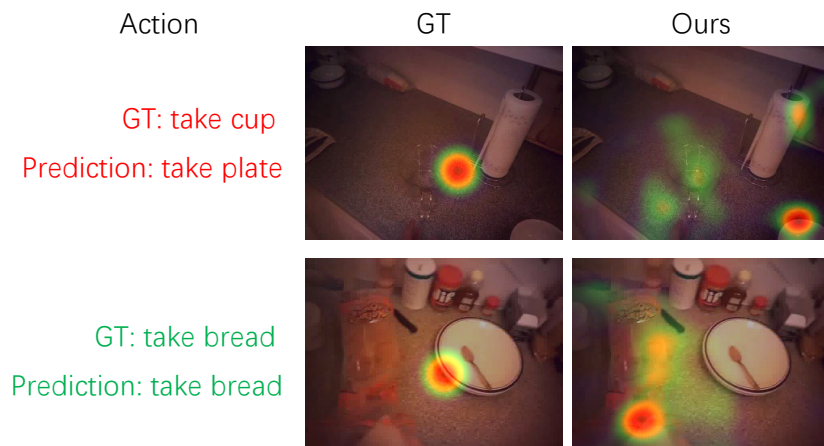 Action GT Ours
GT: take cup
Prediction: take plate
GT: take bread
Prediction: take bread